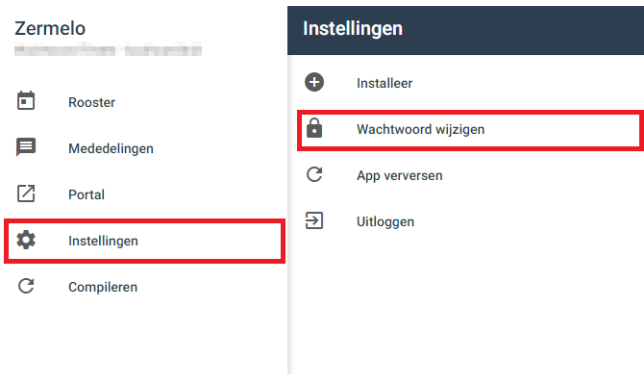 Zermelo
Rooster
Mededelingen
Portal
Instellingen
Compileren
Instellingen
Installeer
Wachtwoord wijzigen
App verversen
Uitloggen